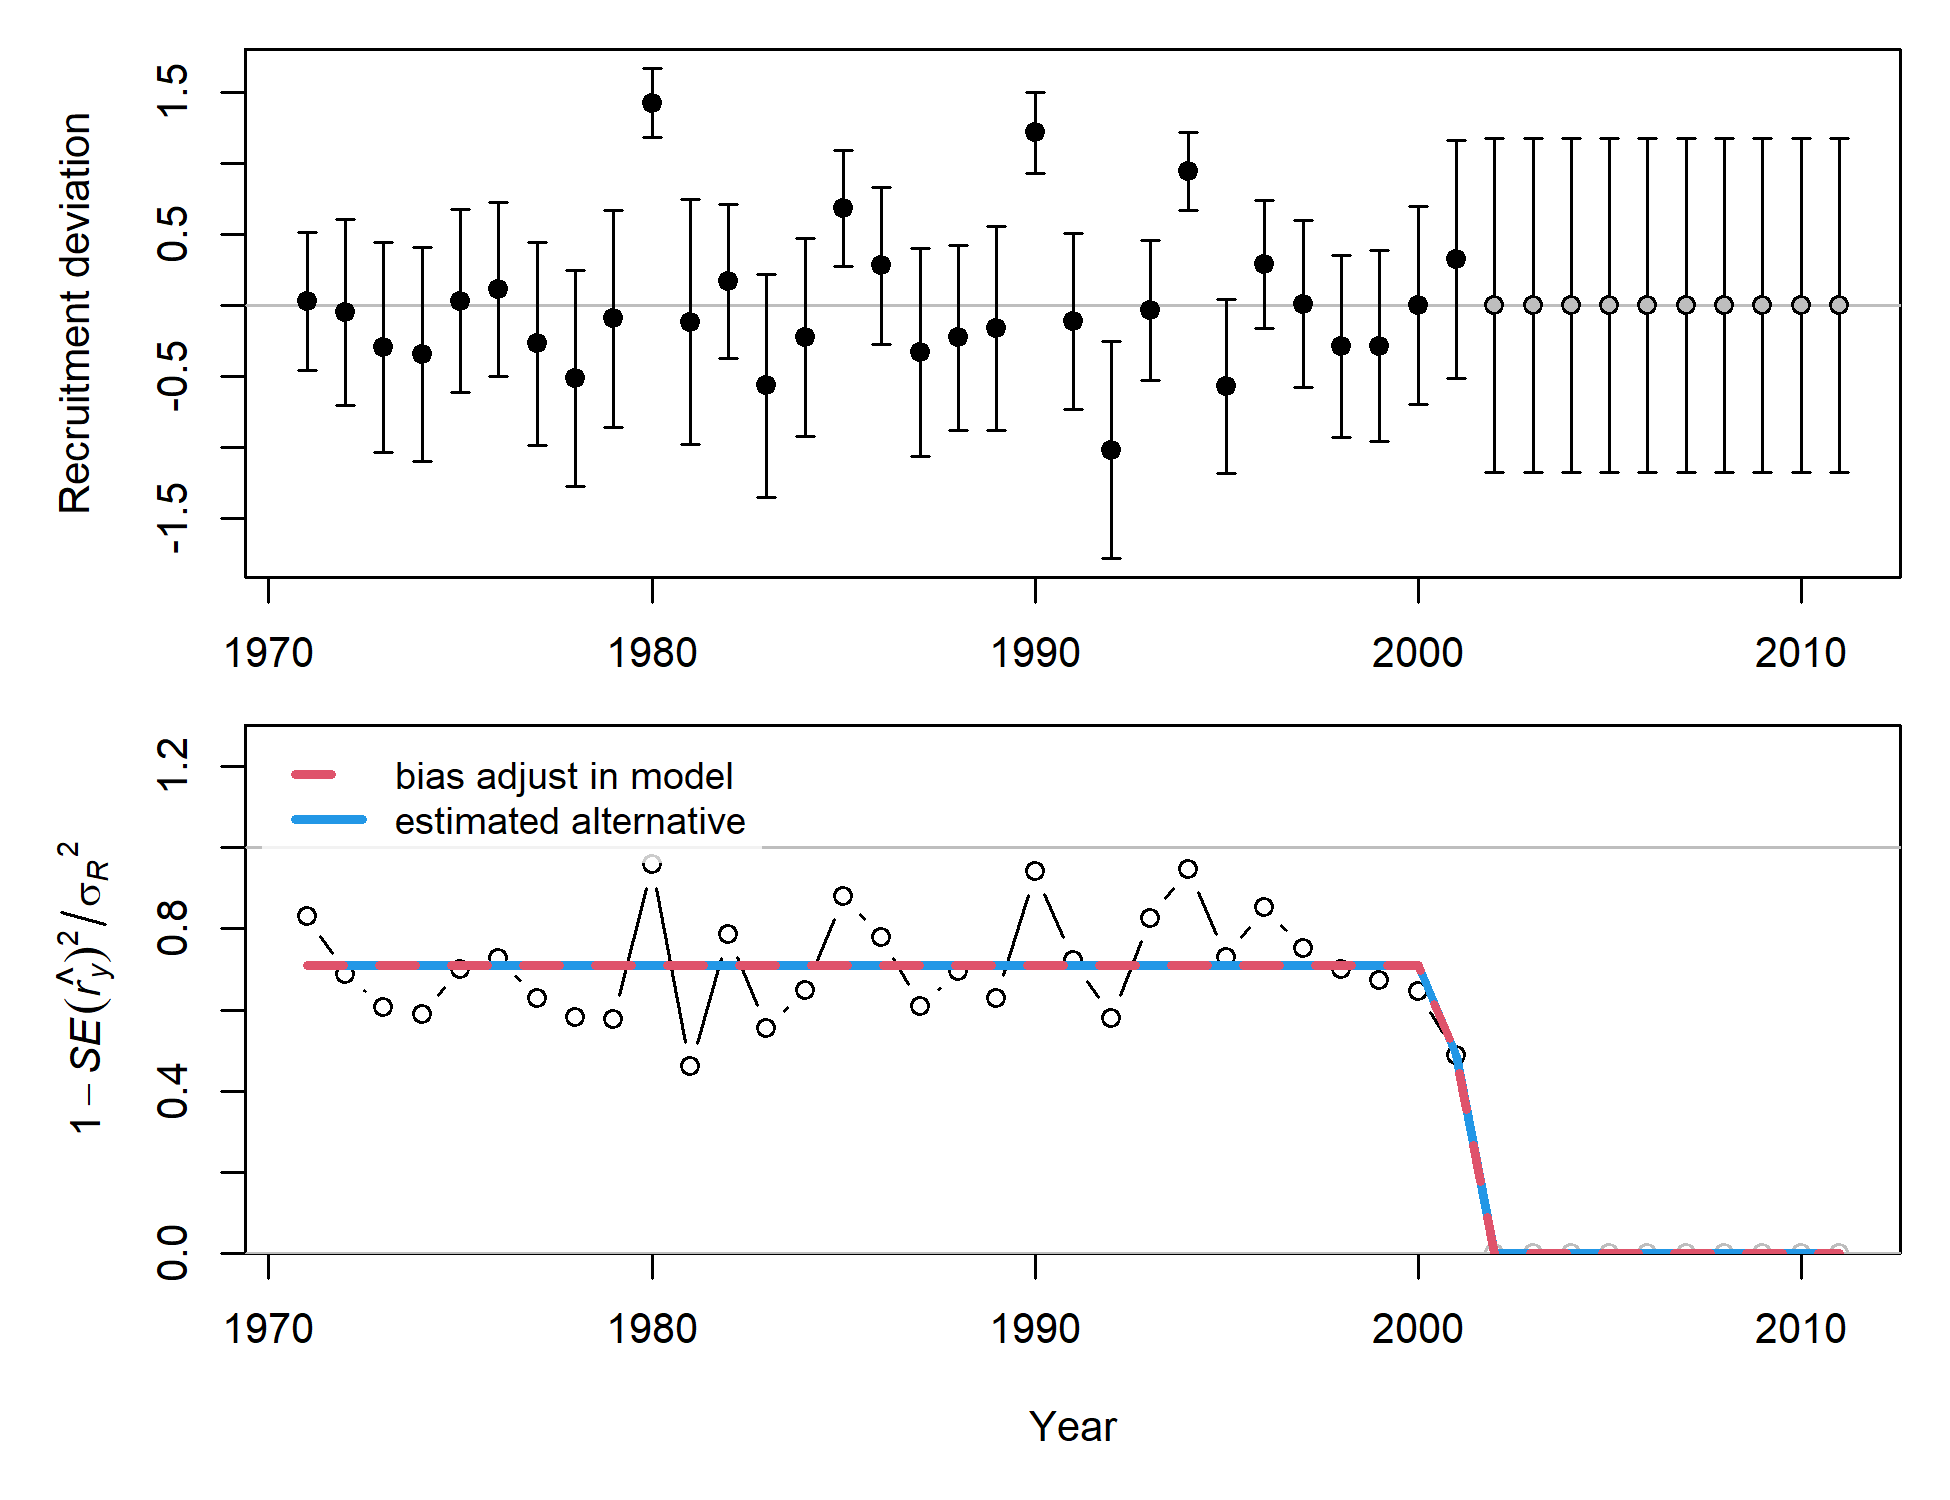 Recruitment deviation
1.5
0.5
-0.5
-1.5
1970 1980 1990 2000 2010
bias adjust in model
estimated alternative
1 − SE(r̂y)² / σR²
1.2
0.8
0.4
0.0
1970 1980 1990 2000 2010
Year